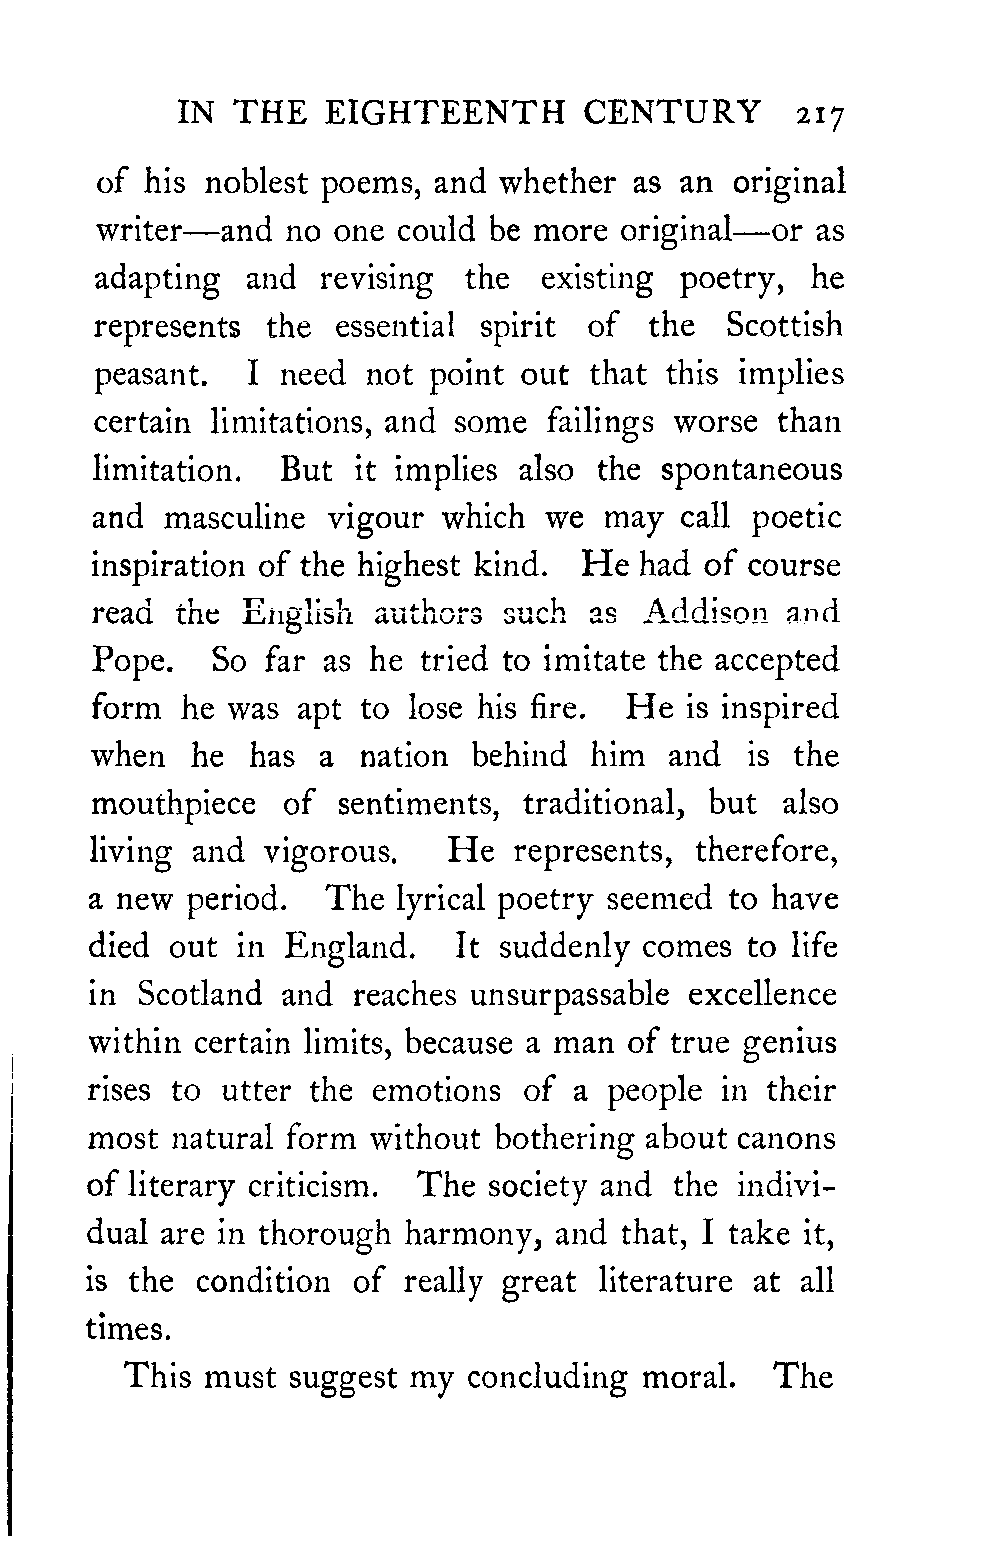 IN THE EIGHTEENTH CENTURY 217
of his noblest poems, and whether as an original
writer—and no one could be more original—or as
adapting and revising the existing poetry, he
represents the essential spirit of the Scottish
peasant. I need not point out that this implies
certain limitations, and some failings worse than
limitation. But it implies also the spontaneous
and masculine vigour which we may call poetic
inspiration of the highest kind. He had of course
read the English authors such as Addison and
Pope. So far as he tried to imitate the accepted
form he was apt to lose his fire. He is inspired
when he has a nation behind him and is the
mouthpiece of sentiments, traditional, but also
living and vigorous. He represents, therefore,
a new period. The lyrical poetry seemed to have
died out in England. It suddenly comes to life
in Scotland and reaches unsurpassable excellence
within certain limits, because a man of true genius
rises to utter the emotions of a people in their
most natural form without bothering about canons
of literary criticism. The society and the indivi-
dual are in thorough harmony, and that, I take it,
is the condition of really great literature at all
times.
This must suggest my concluding moral. The